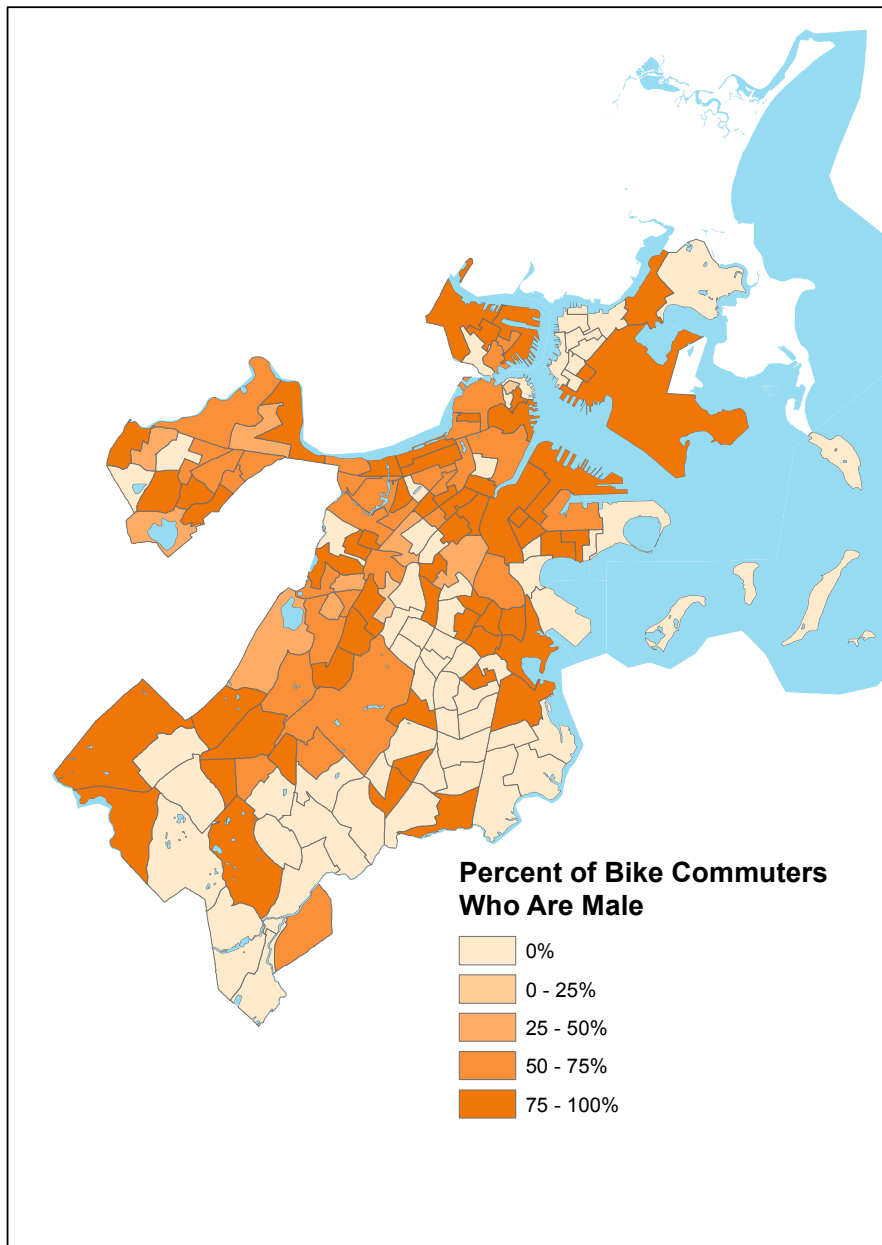 Percent of Bike Commuters
Who Are Male
0%
0 - 25%
25 - 50%
50 - 75%
75 - 100%